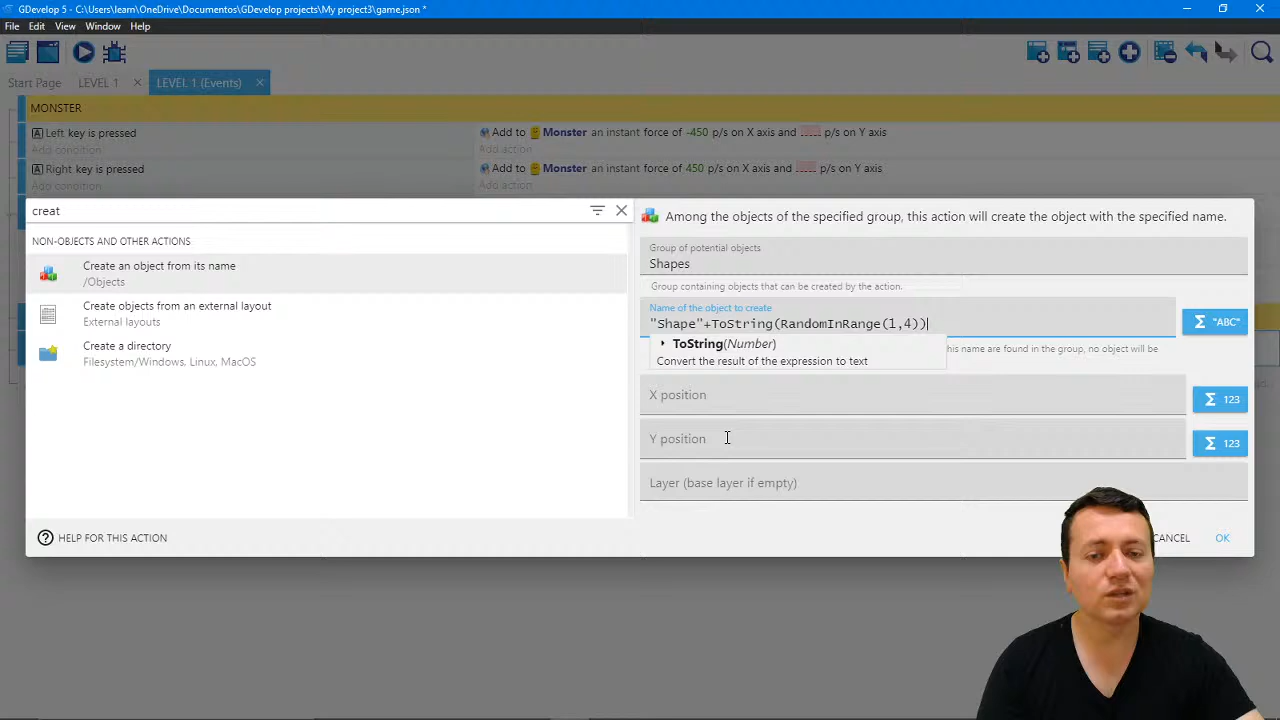 GDevelop 5 - C:\Users\learn\OneDrive\Documentos\GDevelop projects\My project3\game.json *
File Edit View Window Help
Start Page LEVEL 1 × LEVEL 1 (Events) ×
MONSTER
Left key is pressed
Add to Monster an instant force of -450 p/s on X axis and p/s on Y axis
Add condition
Add action
Right key is pressed
Add to Monster an instant force of 450 p/s on X axis and p/s on Y axis
Add condition
Add action
creat
NON-OBJECTS AND OTHER ACTIONS
Create an object from its name
/Objects
Create objects from an external layout
External layouts
Create a directory
Filesystem/Windows, Linux, MacOS
HELP FOR THIS ACTION
Among the objects of the specified group, this action will create the object with the specified name.
Group of potential objects
Shapes
Group containing objects that can be created by the action.
Name of the object to create
"Shape"+ToString(RandomInRange(1,4))
Σ "ABC"
ToString(Number)
Convert the result of the expression to text
this name are found in the group, no object will be
X position
Σ 123
Y position
Σ 123
Layer (base layer if empty)
CANCEL OK